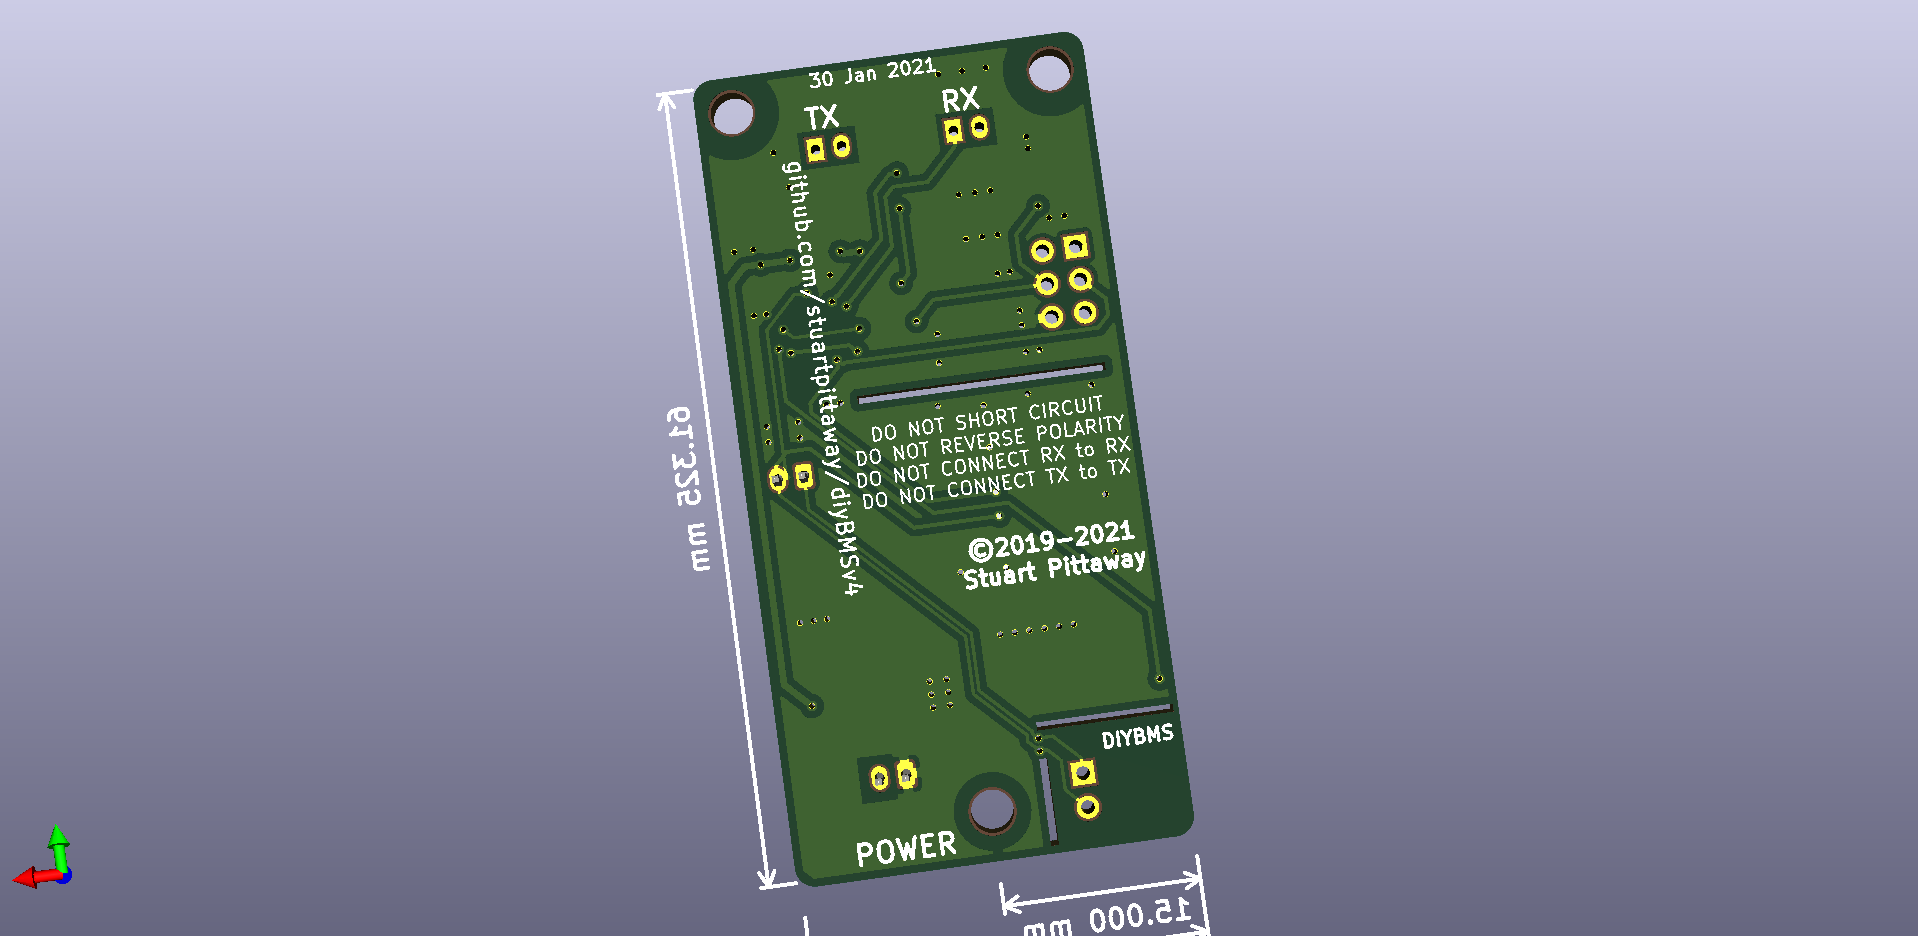 30 Jan 2021
TX
RX
github.com/stuartpittaway/diyBMSv4
DO NOT SHORT CIRCUIT
DO NOT REVERSE POLARITY
DO NOT CONNECT RX to RX
DO NOT CONNECT TX to TX
61.325 mm
©2019-2021
Stuart Pittaway
DIYBMS
POWER
15.000 mm